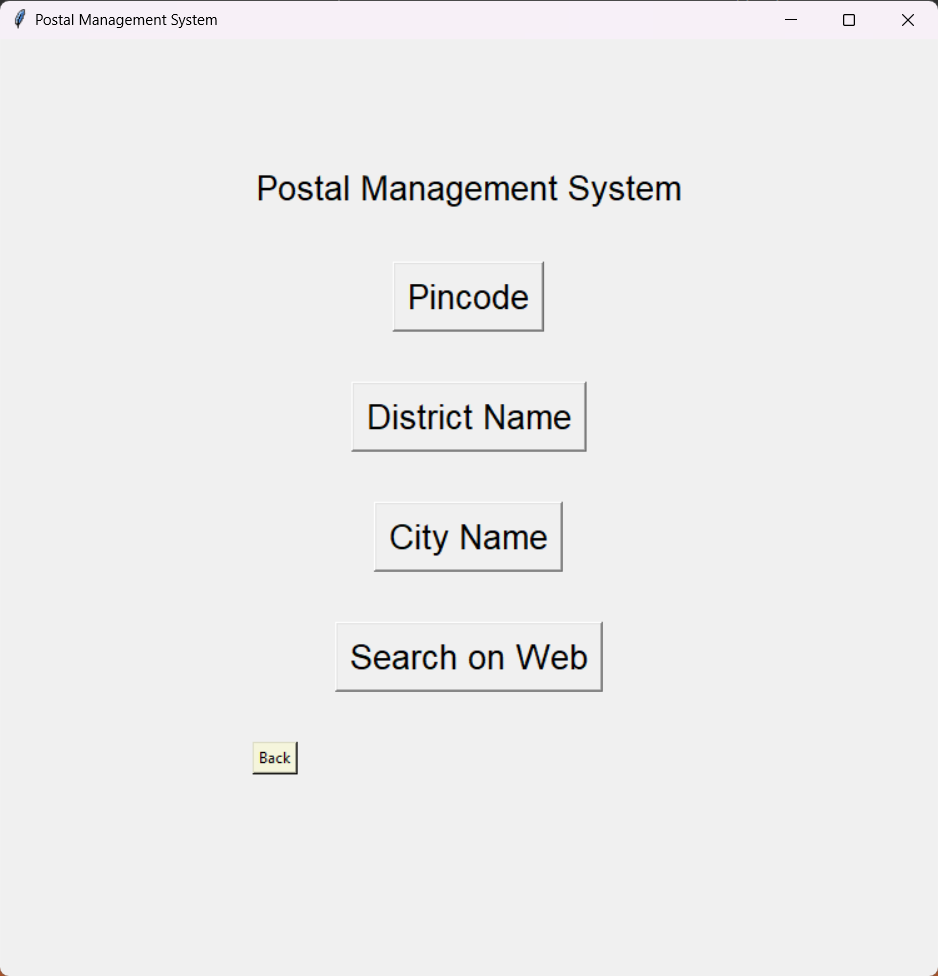 Postal Management System
Postal Management System
Pincode
District Name
City Name
Search on Web
Back